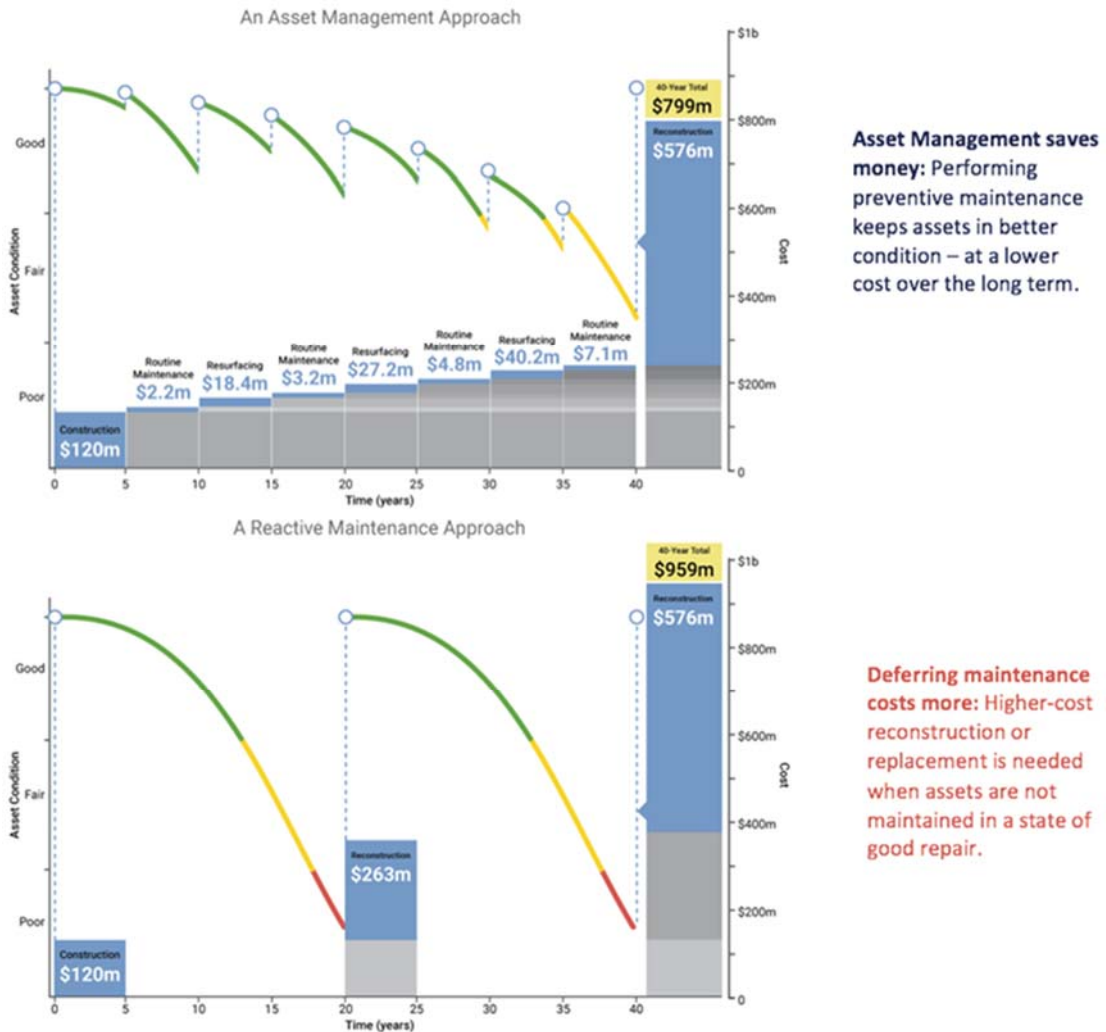 An Asset Management Approach
Asset Condition
Good
Fair
Poor
Construction
$120m
Routine
Maintenance
$2.2m
Resurfacing
$18.4m
Routine
Maintenance
$3.2m
Resurfacing
$27.2m
Routine
Maintenance
$4.8m
Resurfacing
$40.2m
Routine
Maintenance
$7.1m
40-Year Total
$799m
Reconstruction
$576m
$1b
$800m
$600m
$400m
$200m
0
Cost
0 5 10 15 20 25 30 35 40
Time (years)
Asset Management saves
money: Performing
preventive maintenance
keeps assets in better
condition – at a lower
cost over the long term.
A Reactive Maintenance Approach
Asset Condition
Good
Fair
Poor
Construction
$120m
Reconstruction
$263m
40-Year Total
$959m
Reconstruction
$576m
$1b
$800m
$600m
$400m
$200m
0
Cost
0 5 10 15 20 25 30 35 40
Time (years)
Deferring maintenance
costs more: Higher-cost
reconstruction or
replacement is needed
when assets are not
maintained in a state of
good repair.